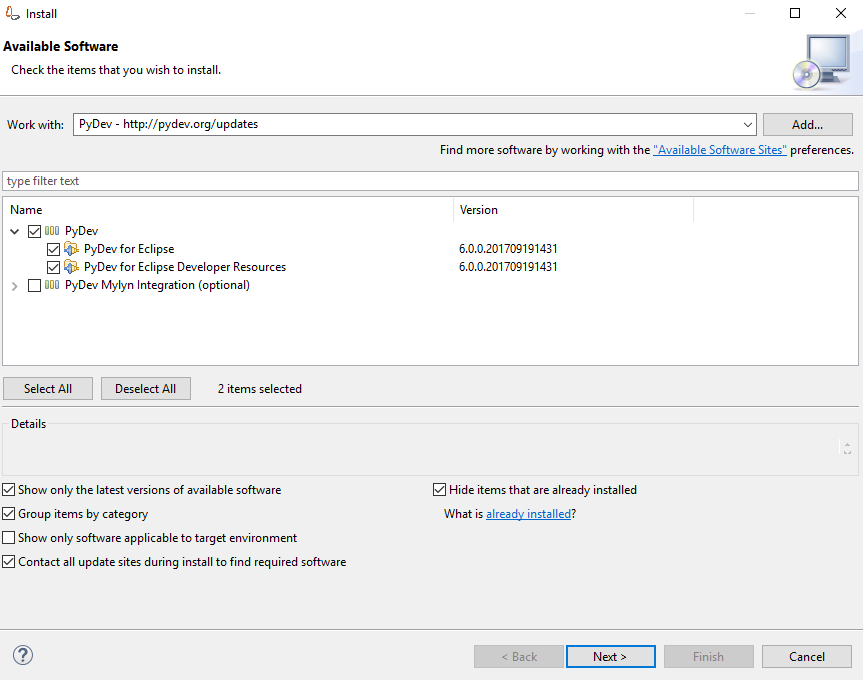 Install
Available Software
Check the items that you wish to install.
Work with: PyDev - http://pydev.org/updates Add...
Find more software by working with the "Available Software Sites" preferences.
type filter text
Name Version
PyDev
PyDev for Eclipse 6.0.0.201709191431
PyDev for Eclipse Developer Resources 6.0.0.201709191431
PyDev Mylyn Integration (optional)
Select All Deselect All 2 items selected
Details
Show only the latest versions of available software Hide items that are already installed
Group items by category What is already installed?
Show only software applicable to target environment
Contact all update sites during install to find required software
? < Back Next > Finish Cancel